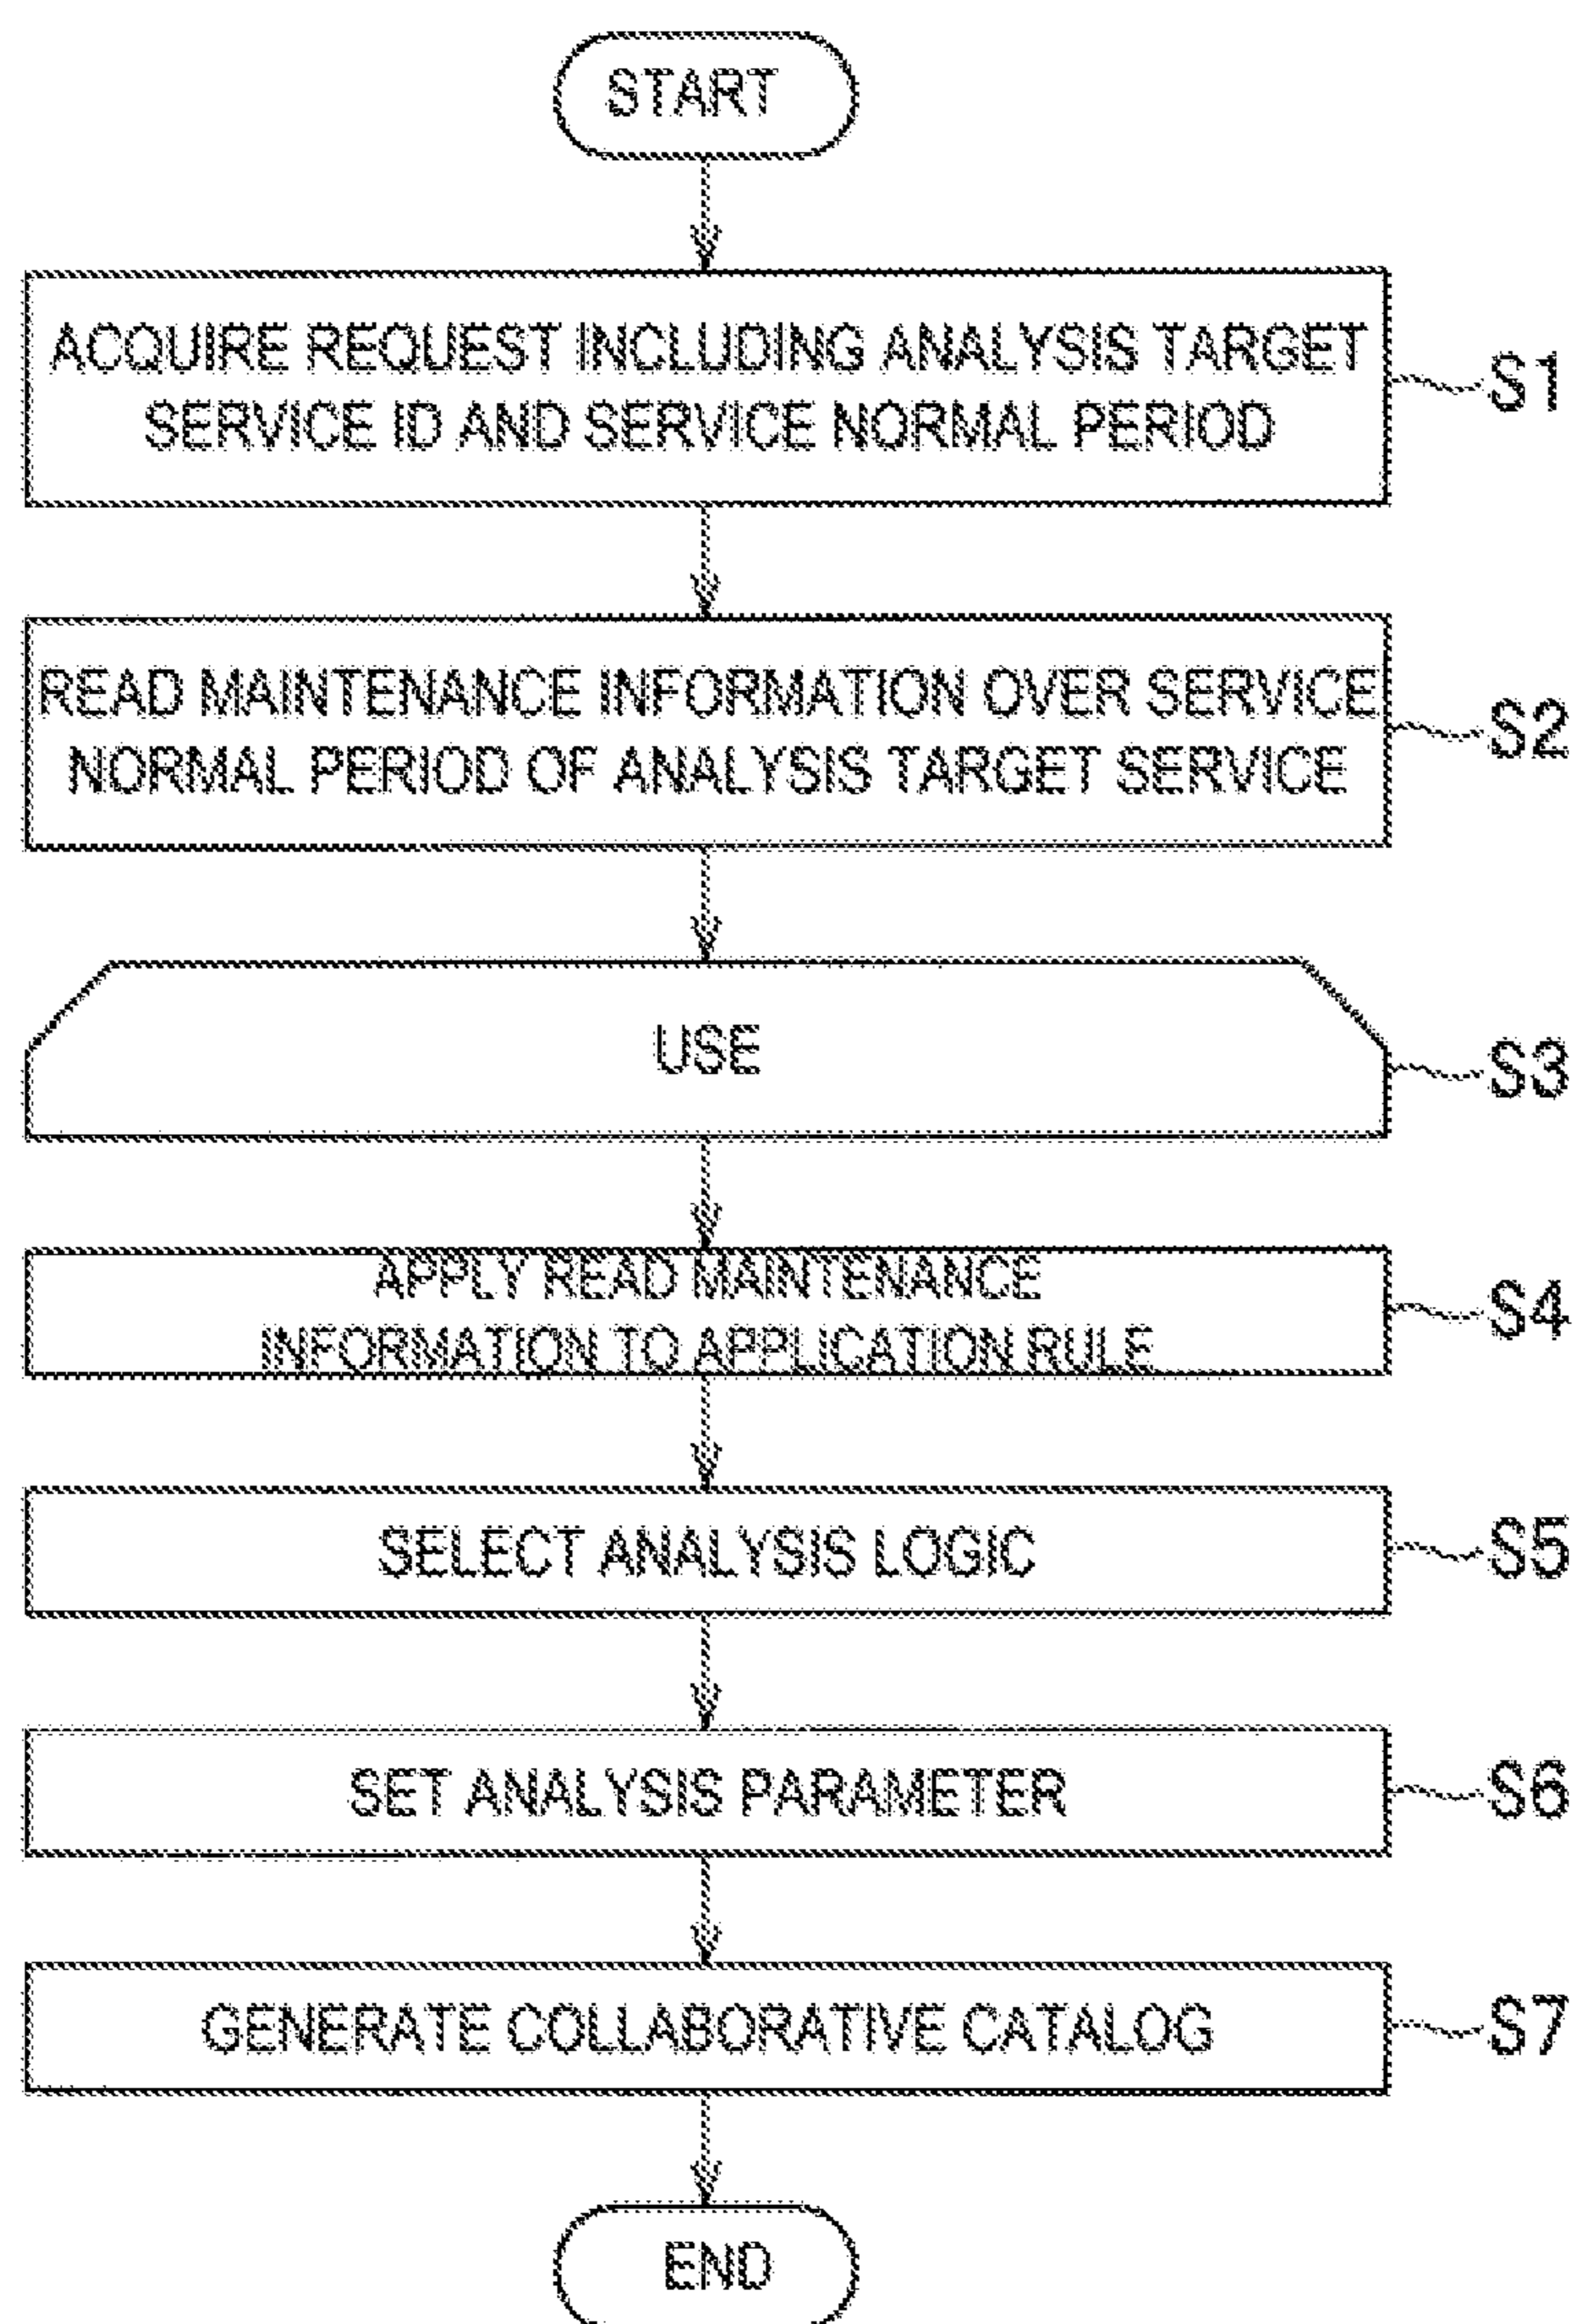 START
ACQUIRE REQUEST INCLUDING ANALYSIS TARGET
SERVICE ID AND SERVICE NORMAL PERIOD
S1
READ MAINTENANCE INFORMATION OVER SERVICE
NORMAL PERIOD OF ANALYSIS TARGET SERVICE
S2
USE
S3
APPLY READ MAINTENANCE
INFORMATION TO APPLICATION RULE
S4
SELECT ANALYSIS LOGIC
S5
SET ANALYSIS PARAMETER
S6
GENERATE COLLABORATIVE CATALOG
S7
END